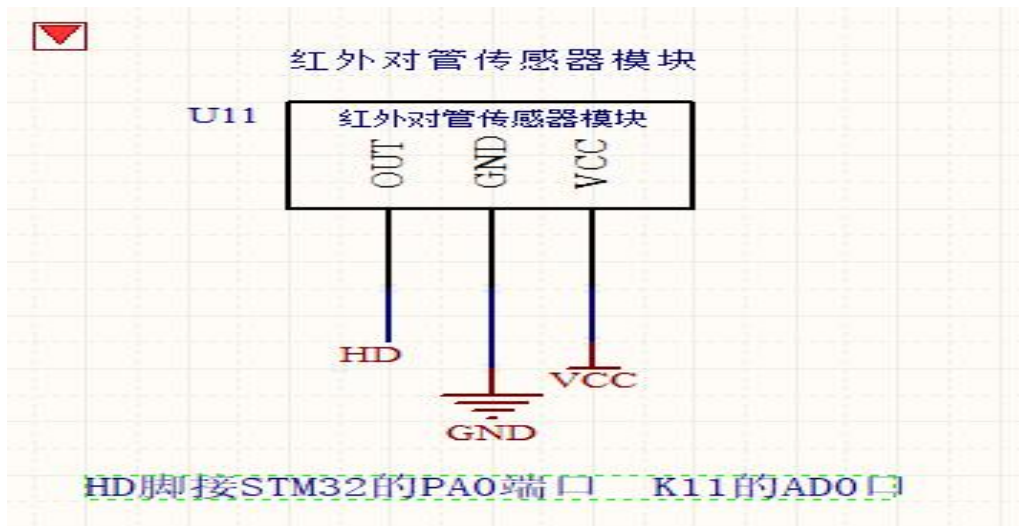 红外对管传感器模块
U11
红外对管传感器模块
OUT GND VCC
HD
VCC
GND
HD脚接STM32的PA0端口 K11的AD0口